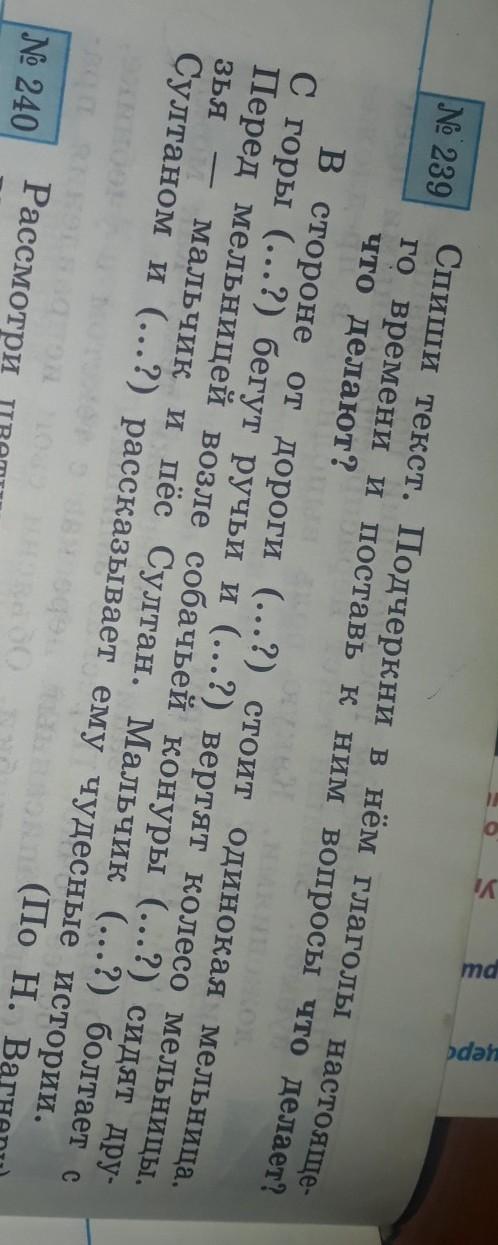 № 239
Спиши текст. Подчеркни в нём глаголы настояще-
го времени и поставь к ним вопросы что делает?
что делают?
В стороне от дороги (...?) стоит одинокая мельница.
С горы (...?) бегут ручьи и (...?) вертят колесо мельницы.
Перед мельницей возле собачьей конуры (...?) сидят дру-
зья — мальчик и пёс Султан. Мальчик (...?) болтает с
Султаном и (...?) рассказывает ему чудесные истории.
(По Н. Вагнеру)
№ 240
Рассмотри